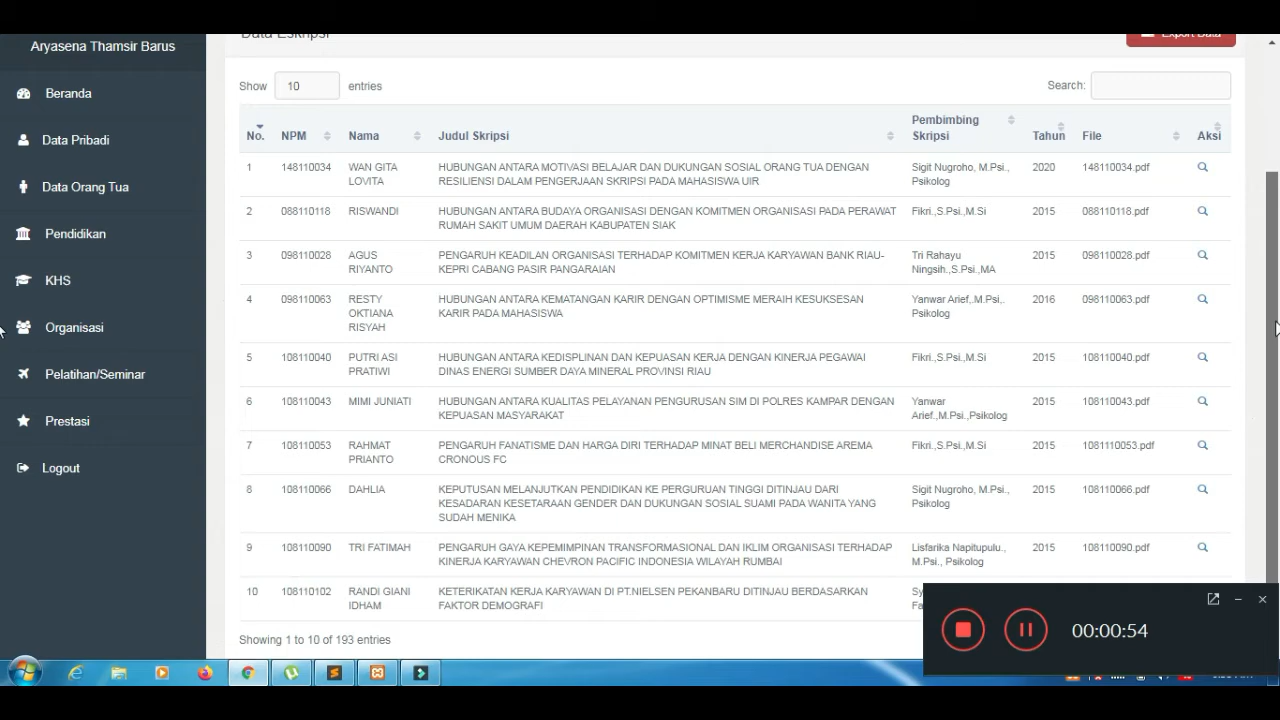 Aryasena Thamsir Barus
Beranda
Data Pribadi
Data Orang Tua
Pendidikan
KHS
Organisasi
Pelatihan/Seminar
Prestasi
Logout
Data Eskripsi
Export Data
Show 10 entries
Search:
No. NPM Nama Judul Skripsi Pembimbing Skripsi Tahun File Aksi
1 148110034 WAN GITA LOVITA HUBUNGAN ANTARA MOTIVASI BELAJAR DAN DUKUNGAN SOSIAL ORANG TUA DENGAN RESILIENSI DALAM PENGERJAAN SKRIPSI PADA MAHASISWA UIR Sigit Nugroho, M.Psi., Psikolog 2020 148110034.pdf
2 088110118 RISWANDI HUBUNGAN ANTARA BUDAYA ORGANISASI DENGAN KOMITMEN ORGANISASI PADA PERAWAT RUMAH SAKIT UMUM DAERAH KABUPATEN SIAK Fikri.,S.Psi.,M.Si 2015 088110118.pdf
3 098110028 AGUS RIYANTO PENGARUH KEADILAN ORGANISASI TERHADAP KOMITMEN KERJA KARYAWAN BANK RIAU-KEPRI CABANG PASIR PANGARAIAN Tri Rahayu Ningsih.,S.Psi.,MA 2015 098110028.pdf
4 098110063 RESTY OKTIANA RISYAH HUBUNGAN ANTARA KEMATANGAN KARIR DENGAN OPTIMISME MERAIH KESUKSESAN KARIR PADA MAHASISWA Yanwar Arief,.M.Psi,. Psikolog 2016 098110063.pdf
5 108110040 PUTRI ASI PRATIWI HUBUNGAN ANTARA KEDISPLINAN DAN KEPUASAN KERJA DENGAN KINERJA PEGAWAI DINAS ENERGI SUMBER DAYA MINERAL PROVINSI RIAU Fikri.,S.Psi.,M.Si 2015 108110040.pdf
6 108110043 MIMI JUNIATI HUBUNGAN ANTARA KUALITAS PELAYANAN PENGURUSAN SIM DI POLRES KAMPAR DENGAN KEPUASAN MASYARAKAT Yanwar Arief.,M.Psi.,Psikolog 2015 108110043.pdf
7 108110053 RAHMAT PRIANTO PENGARUH FANATISME DAN HARGA DIRI TERHADAP MINAT BELI MERCHANDISE AREMA CRONOUS FC Fikri.,S.Psi.,M.Si 2015 1081110053.pdf
8 108110066 DAHLIA KEPUTUSAN MELANJUTKAN PENDIDIKAN KE PERGURUAN TINGGI DITINJAU DARI KESADARAN KESETARAAN GENDER DAN DUKUNGAN SOSIAL SUAMI PADA WANITA YANG SUDAH MENIKA Sigit Nugroho, M.Psi., Psikolog 2015 108110066.pdf
9 108110090 TRI FATIMAH PENGARUH GAYA KEPEMIMPINAN TRANSFORMASIONAL DAN IKLIM ORGANISASI TERHADAP KINERJA KARYAWAN CHEVRON PACIFIC INDONESIA WILAYAH RUMBAI Lisfarika Napitupulu., M.Psi., Psikolog 2015 108110090.pdf
10 108110102 RANDI GIANI IDHAM KETERIKATAN KERJA KARYAWAN DI PT.NIELSEN PEKANBARU DITINJAU BERDASARKAN FAKTOR DEMOGRAFI
Showing 1 to 10 of 193 entries
00:00:54